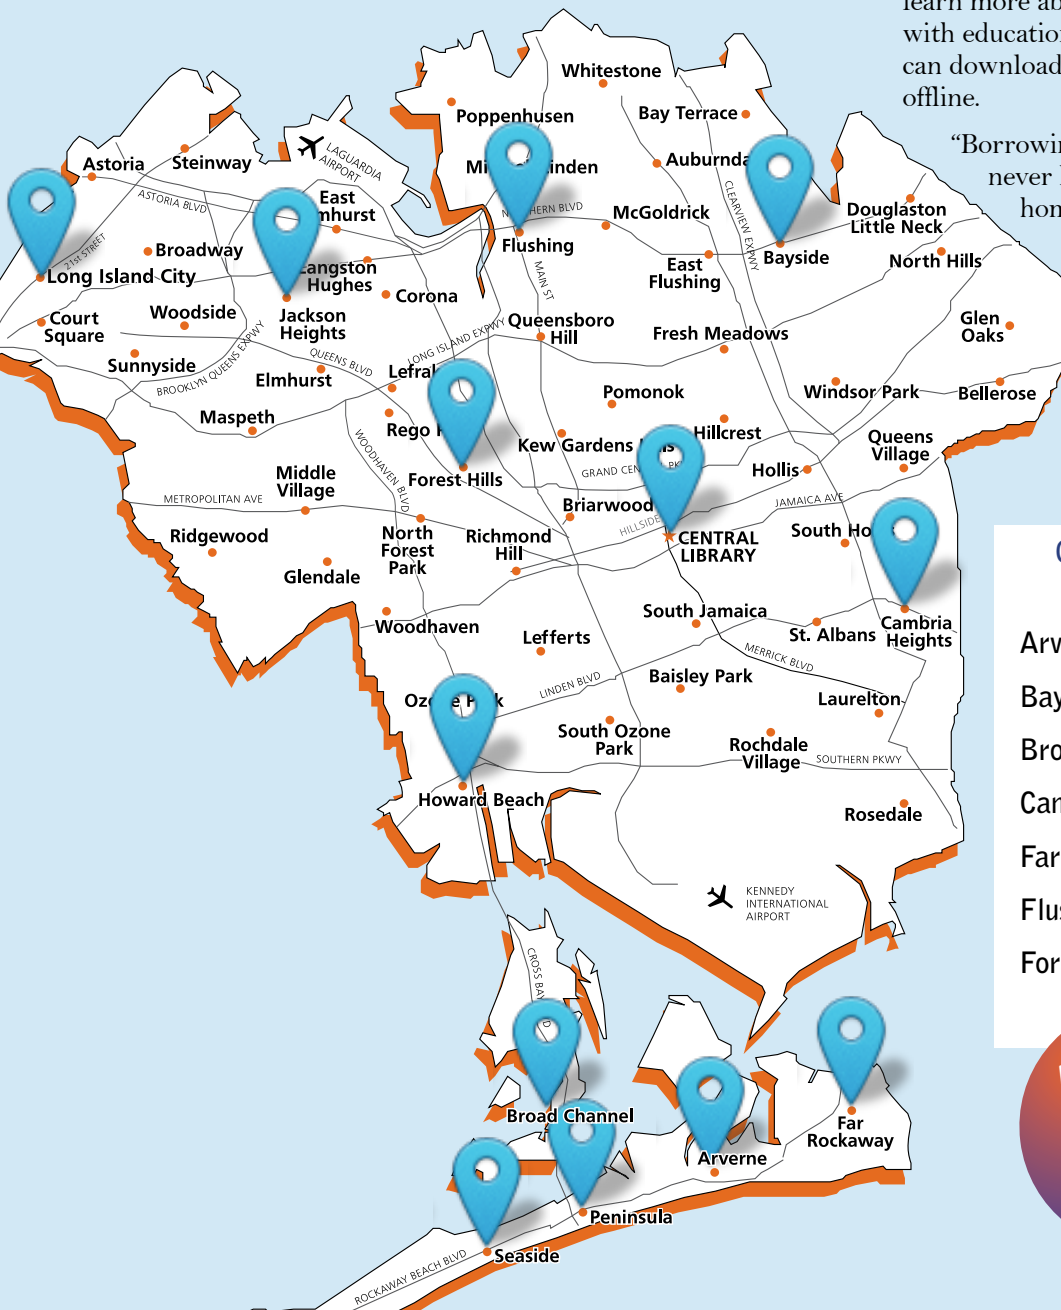 learn more ab
with education
can download
offline.
“Borrowin
never
hom
Whitestone
Poppenhusen
Bay Terrace
LAGUARDIA
AIRPORT
Astoria
Steinway
Auburnda
ASTORIA BLVD
East
mhurst
McGoldrick
CLEARVIEW EXPWY
Douglaston
Little Neck
21st STREET
Broadway
Flushing
Bayside
North Hills
Long Island City
Langston
Hughes
MAIN ST
East
Flushing
Corona
Court
Square
Woodside
Jackson
Heights
LONG ISLAND EXPWY
Queensboro
Hill
Fresh Meadows
Glen
Oaks
Sunnyside
BROOKLYN QUEENS EXPWY
QUEENS BLVD
Elmhurst
Lefra
Pomonok
Windsor Park
Bellerose
Maspeth
Rego
Kew Gardens
Hillcrest
Queens
Village
WOODHAVEN BLVD
Middle
Village
Forest Hills
GRAND CEN
Hollis
METROPOLITAN AVE
Briarwood
JAMAICA AVE
Ridgewood
North
Forest
Park
Richmond
Hill
HILLSIDE
CENTRAL
LIBRARY
South Ho
Glendale
Woodhaven
Lefferts
South Jamaica
St. Albans
Cambria
Heights
MERRICK BLVD
LINDEN BLVD
Baisley Park
Laurelton
Oz
k
South Ozone
Park
Rochdale
Village
SOUTHERN PKWY
Howard Beach
Rosedale
KENNEDY
INTERNATIONAL
AIRPORT
CROSS BAY
Broad Channel
Far
Rockaway
Arverne
Peninsula
Seaside
ROCKAWAY BEACH BLVD
Arv
Bay
Bro
Can
Far
Flus
For